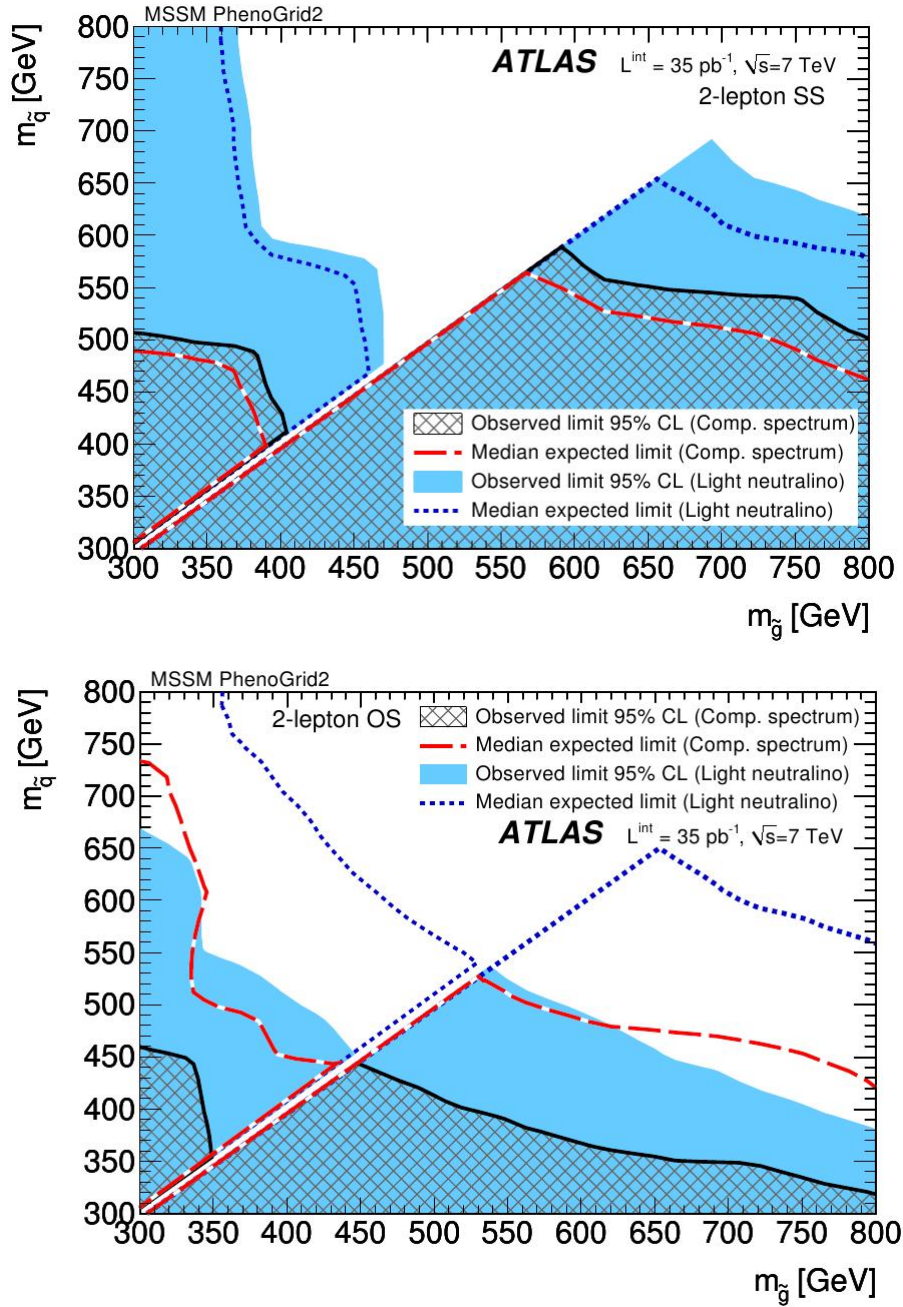 MSSM PhenoGrid2
m_q̃ [GeV]
800
750
700
650
600
550
500
450
400
350
300
ATLAS L^int = 35 pb⁻¹, √s=7 TeV
2-lepton SS
Observed limit 95% CL (Comp. spectrum)
Median expected limit (Comp. spectrum)
Observed limit 95% CL (Light neutralino)
Median expected limit (Light neutralino)
300 350 400 450 500 550 600 650 700 750 800
m_g̃ [GeV]
MSSM PhenoGrid2
m_q̃ [GeV]
800
750
700
650
600
550
500
450
400
350
300
2-lepton OS
Observed limit 95% CL (Comp. spectrum)
Median expected limit (Comp. spectrum)
Observed limit 95% CL (Light neutralino)
Median expected limit (Light neutralino)
ATLAS L^int = 35 pb⁻¹, √s=7 TeV
300 350 400 450 500 550 600 650 700 750 800
m_g̃ [GeV]